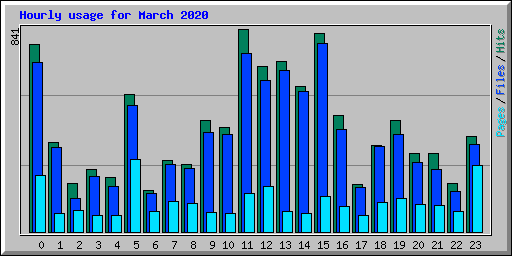 Hourly usage for March 2020
841
Pages/Files/Hits
0 1 2 3 4 5 6 7 8 9 10 11 12 13 14 15 16 17 18 19 20 21 22 23